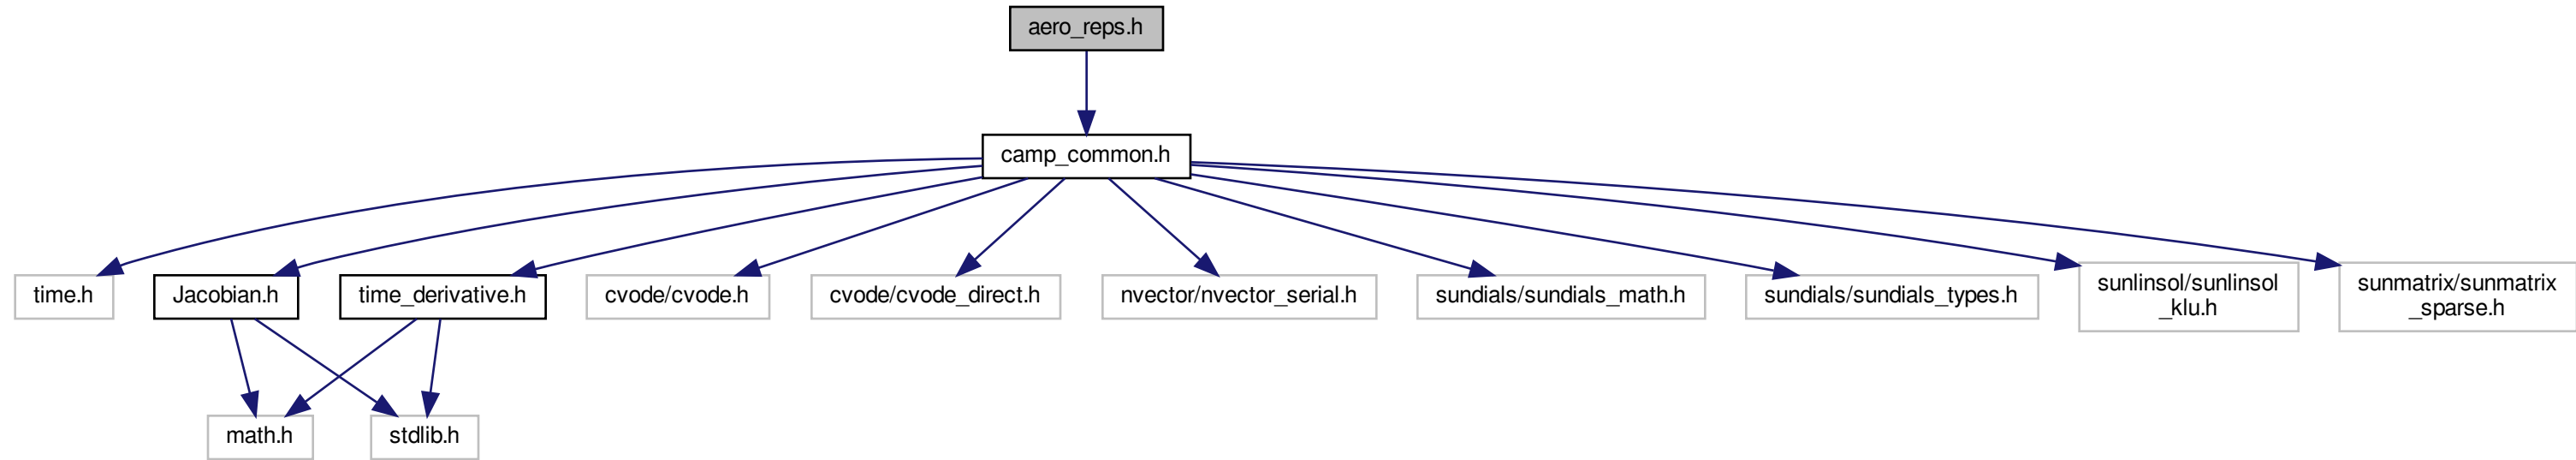 aero_reps.h
camp_common.h
time.h
Jacobian.h
time_derivative.h
cvode/cvode.h
cvode/cvode_direct.h
nvector/nvector_serial.h
sundials/sundials_math.h
sundials/sundials_types.h
sunlinsol/sunlinsol
_klu.h
sunmatrix/sunmatrix
_sparse.h
math.h
stdlib.h